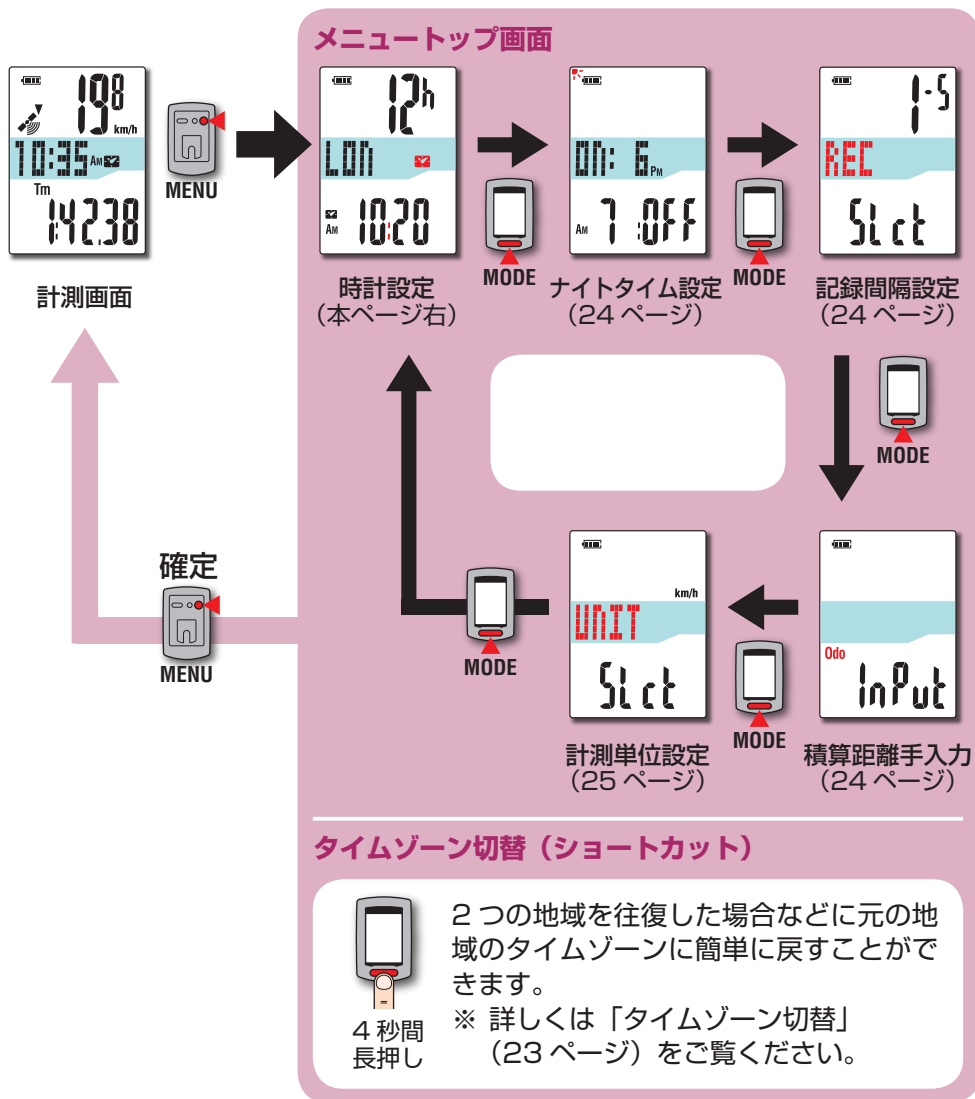 メニュートップ画面
19⁸
km/h
10:35 AM
Tm
1:42.38
計測画面
MENU
12h
LON
AM 10:20
時計設定
(本ページ右)
MODE
ON: 6 PM
AM 7 :OFF
ナイトタイム設定
(24 ページ)
MODE
1-5
REC
SLct
記録間隔設定
(24 ページ)
MODE
Odo
InPut
積算距離手入力
(24 ページ)
MODE
km/h
UNIT
SLct
計測単位設定
(25 ページ)
MODE
確定
MENU
タイムゾーン切替(ショートカット)
4 秒間
長押し
2 つの地域を往復した場合などに元の地
域のタイムゾーンに簡単に戻すことがで
きます。
※ 詳しくは「タイムゾーン切替」
(23 ページ)をご覧ください。